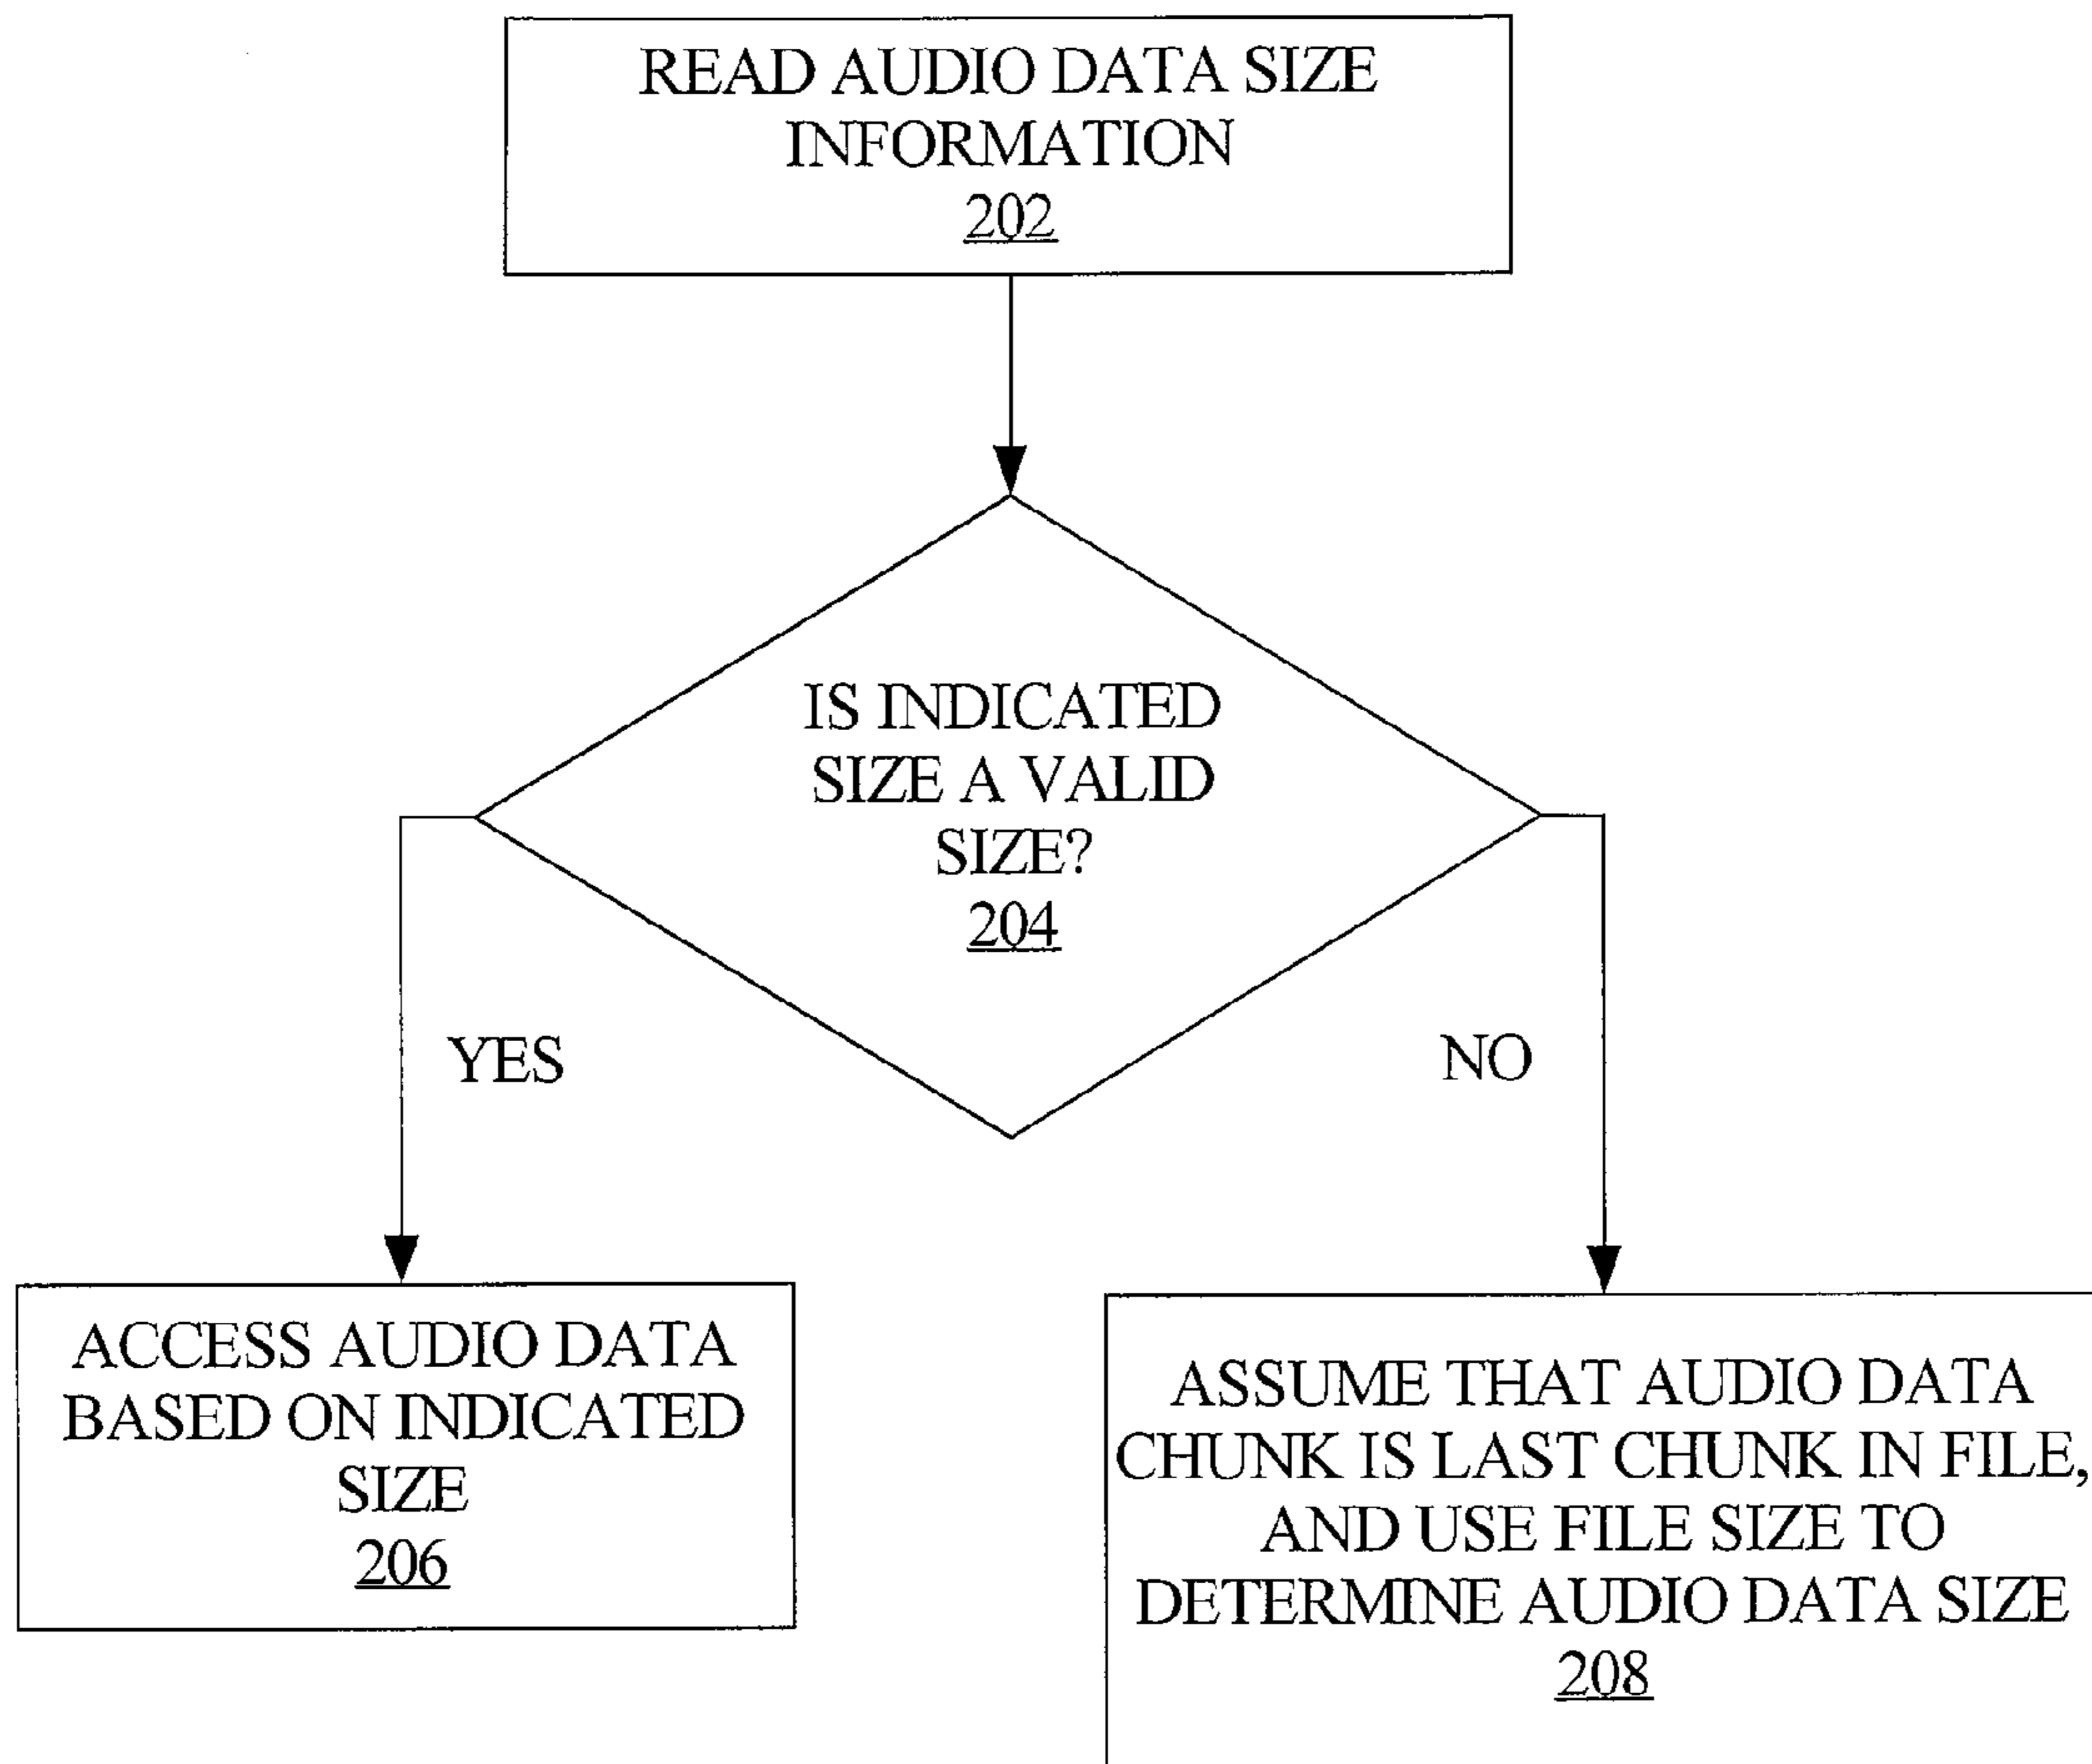 READ AUDIO DATA SIZE
INFORMATION
202
IS INDICATED
SIZE A VALID
SIZE?
204
YES
NO
ACCESS AUDIO DATA
BASED ON INDICATED
SIZE
206
ASSUME THAT AUDIO DATA
CHUNK IS LAST CHUNK IN FILE,
AND USE FILE SIZE TO
DETERMINE AUDIO DATA SIZE
208